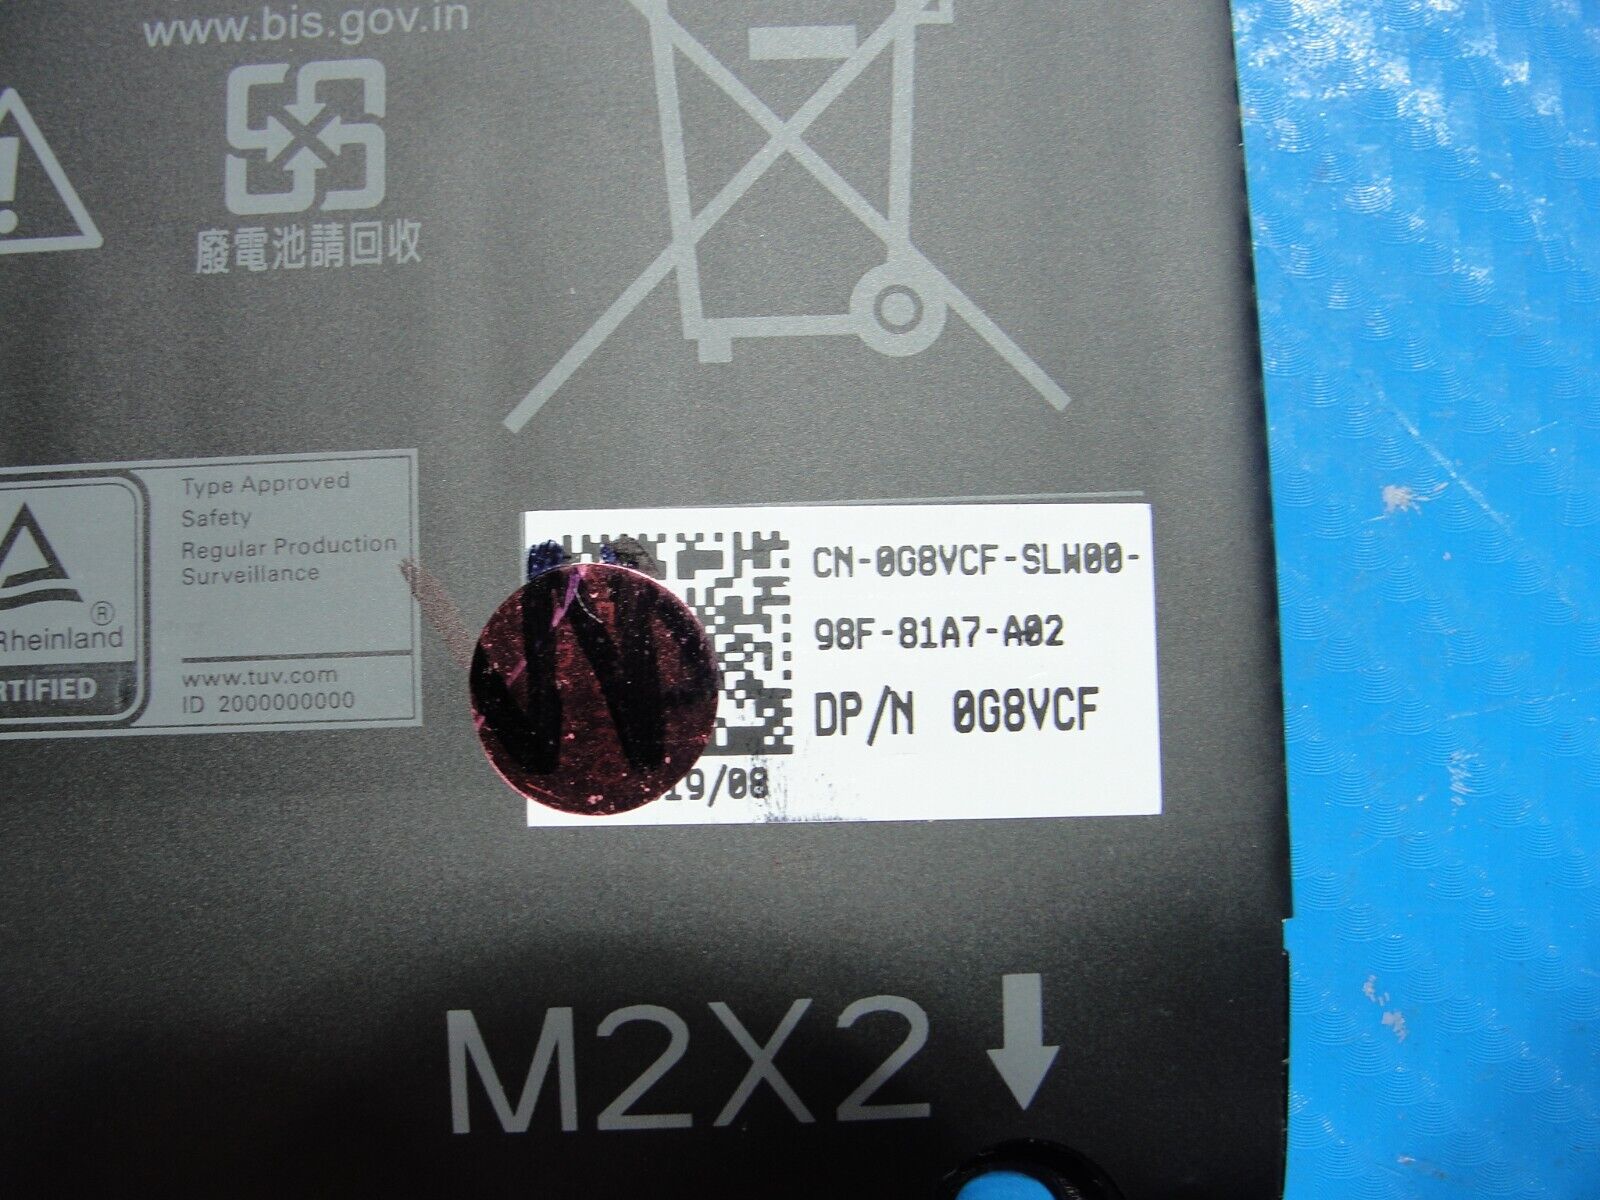 www.bis.gov.in
廢電池請回收
Type Approved
Safety
Regular Production
Surveillance
® Rheinland
www.tuv.com
ID 2000000000
CN-0G8VCF-SLW00-
98F-81A7-A02
DP/N 0G8VCF
19/08
M2X2